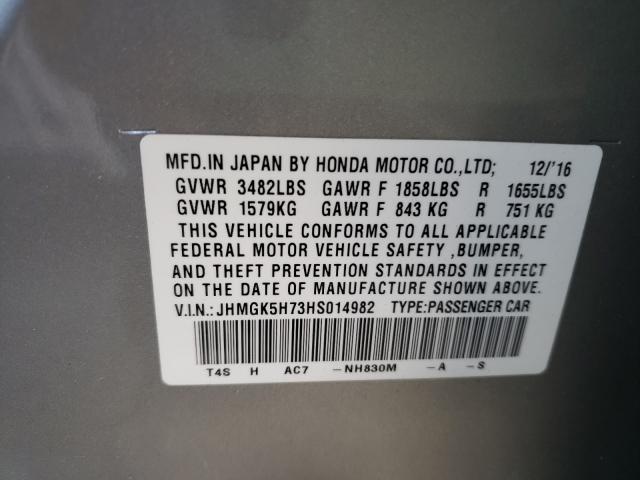 MFD.IN JAPAN BY HONDA MOTOR CO.,LTD; 12/'16
GVWR 3482LBS GAWR F 1858LBS R 1655LBS
GVWR 1579KG GAWR F 843 KG R 751 KG
THIS VEHICLE CONFORMS TO ALL APPLICABLE
FEDERAL MOTOR VEHICLE SAFETY ,BUMPER,
AND THEFT PREVENTION STANDARDS IN EFFECT
ON THE DATE OF MANUFACTURE SHOWN ABOVE.
V.I.N.: JHMGK5H73HS014982 TYPE:PASSENGER CAR
T4S H AC7 -NH830M -A -S